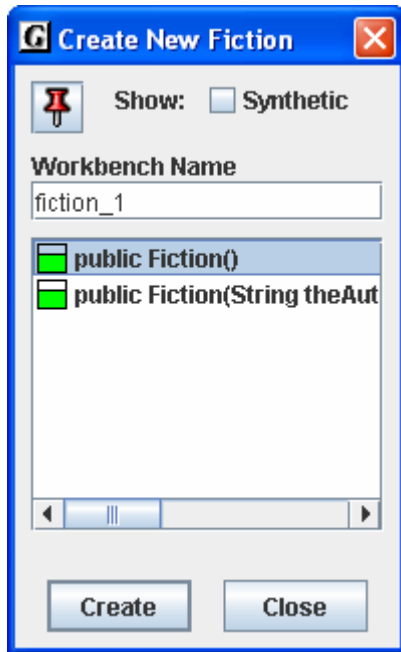 G Create New Fiction
Show: Synthetic
Workbench Name
fiction_1
public Fiction()
public Fiction(String theAut
Create Close